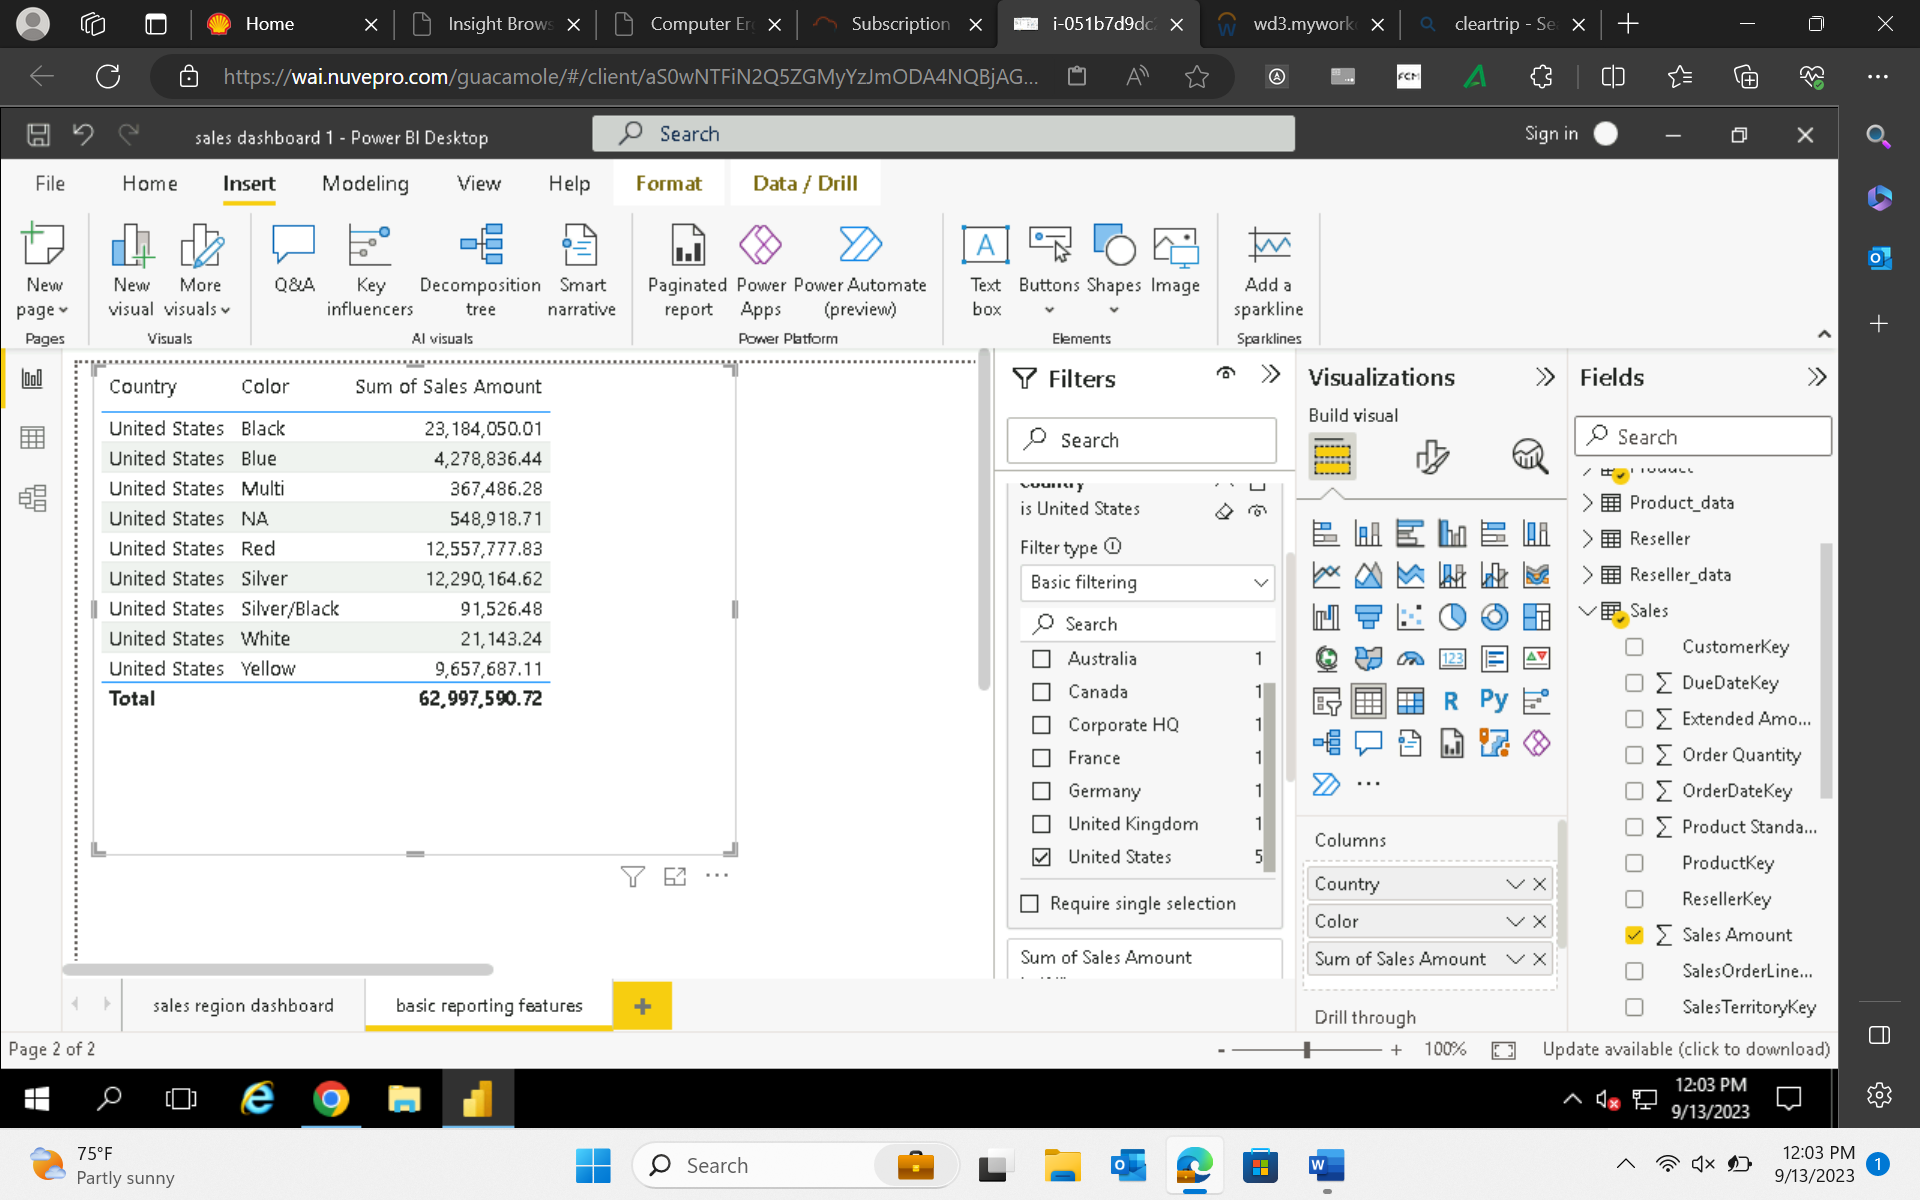 Home
Insight Brows
Computer En
Subscription
i-051b7d9dc2
wd3.mywork
cleartrip - Se
https://wai.nuvepro.com/guacamole/#/client/aS0wNTFiN2Q5ZGMyYzJmODA4NQBjAG...
sales dashboard 1 - Power BI Desktop
Search
Sign in
File
Home
Insert
Modeling
View
Help
Format
Data / Drill
New page
Pages
New visual
More visuals
Visuals
Q&A
Key influencers
Decomposition tree
Smart narrative
AI visuals
Paginated report
Power Apps
Power Automate (preview)
Power Platform
Text box
Buttons
Shapes
Image
Elements
Add a sparkline
Sparklines
Country Color Sum of Sales Amount
United States Black 23,184,050.01
United States Blue 4,278,836.44
United States Multi 367,486.28
United States NA 548,918.71
United States Red 12,557,777.83
United States Silver 12,290,164.62
United States Silver/Black 91,526.48
United States White 21,143.24
United States Yellow 9,657,687.11
Total 62,997,590.72
Filters
Search
Country
is United States
Filter type
Basic filtering
Search
Australia 1
Canada 1
Corporate HQ 1
France 1
Germany 1
United Kingdom 1
United States 5
Require single selection
Sum of Sales Amount
Visualizations
Build visual
123
R
Py
Columns
Country
Color
Sum of Sales Amount
Drill through
Fields
Search
Product
Product_data
Reseller
Reseller_data
Sales
CustomerKey
DueDateKey
Extended Amo...
Order Quantity
OrderDateKey
Product Standa...
ProductKey
ResellerKey
Sales Amount
SalesOrderLine...
SalesTerritoryKey
sales region dashboard
basic reporting features
Page 2 of 2
- + 100%
Update available (click to download)
12:03 PM
9/13/2023
75°F
Partly sunny
Search
12:03 PM
9/13/2023
1